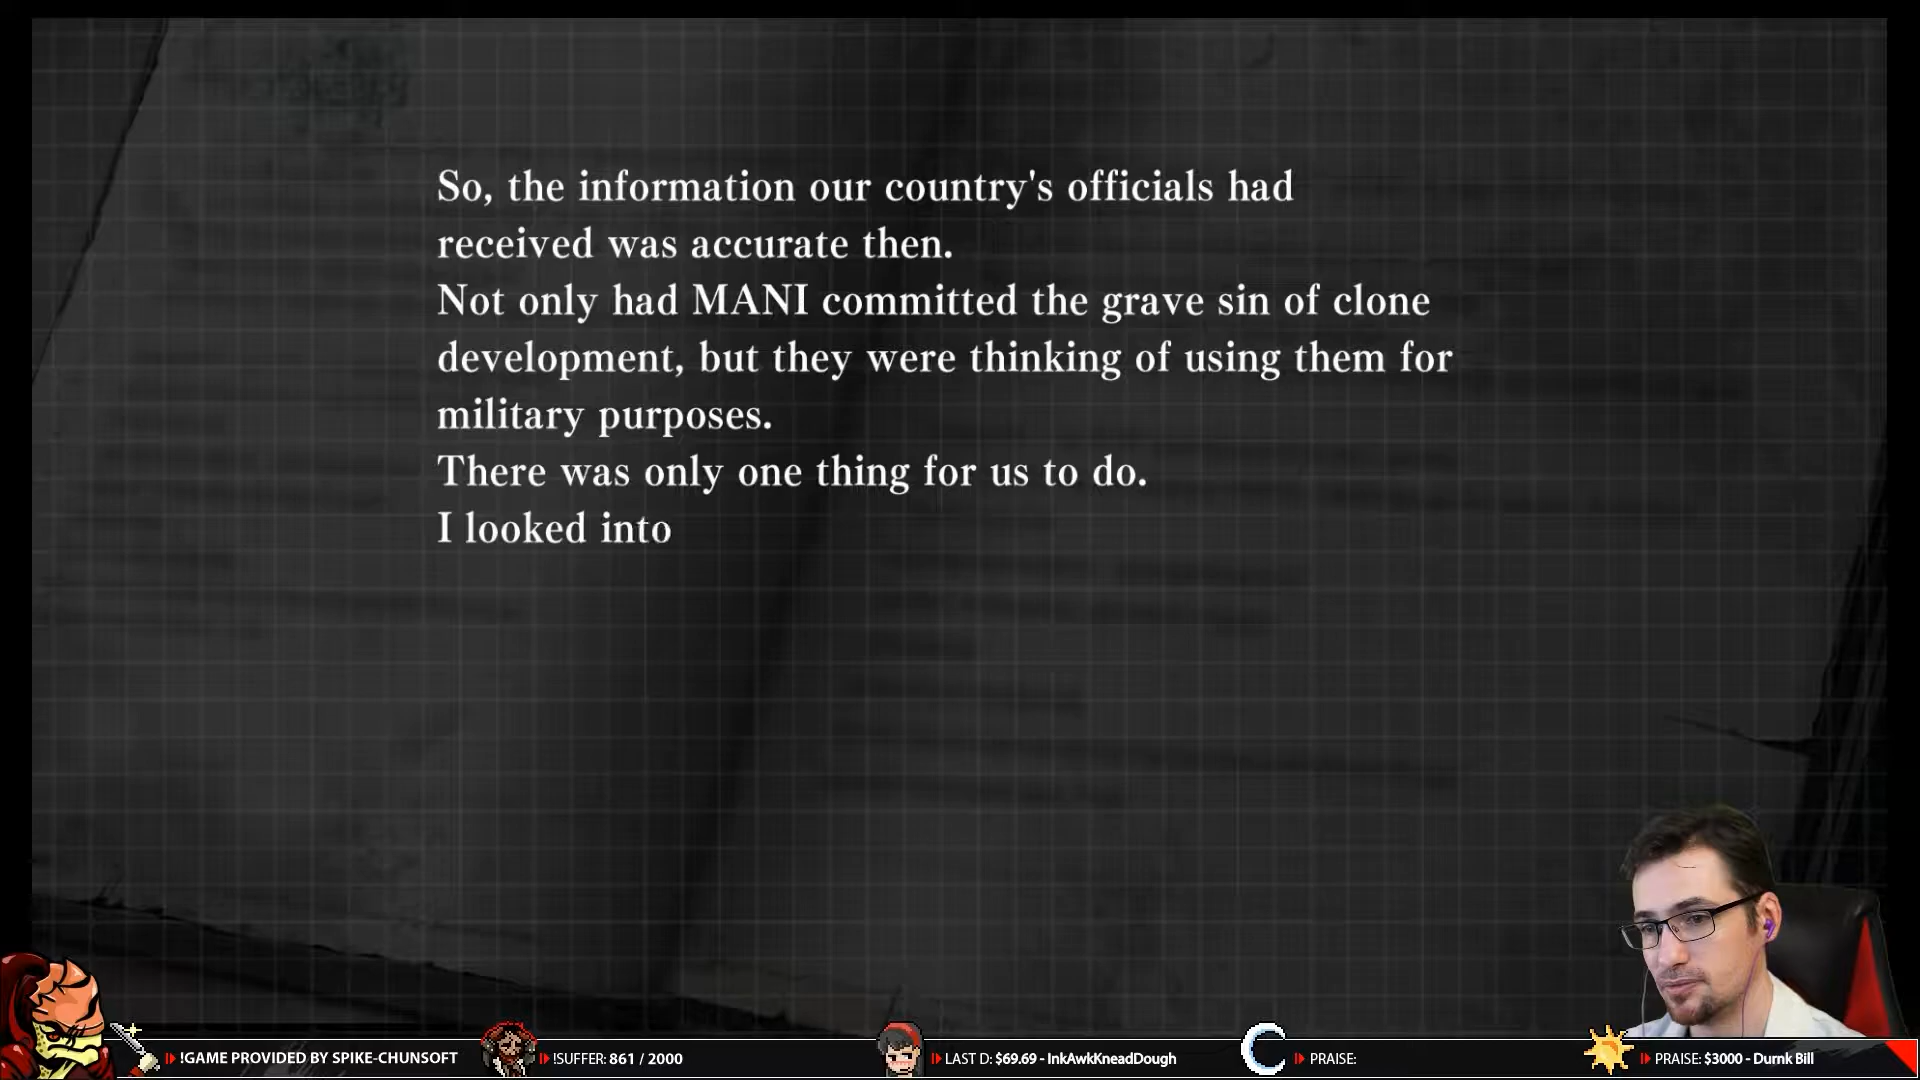 So, the information our country's officials had
received was accurate then.
Not only had MANI committed the grave sin of clone
development, but they were thinking of using them for
military purposes.
There was only one thing for us to do.
I looked into
!GAME PROVIDED BY SPIKE-CHUNSOFT
!SUFFER: 861 / 2000
LAST D: $69.69 - InkAwkKneadDough
PRAISE:
PRAISE: $3000 - Durnk Bill